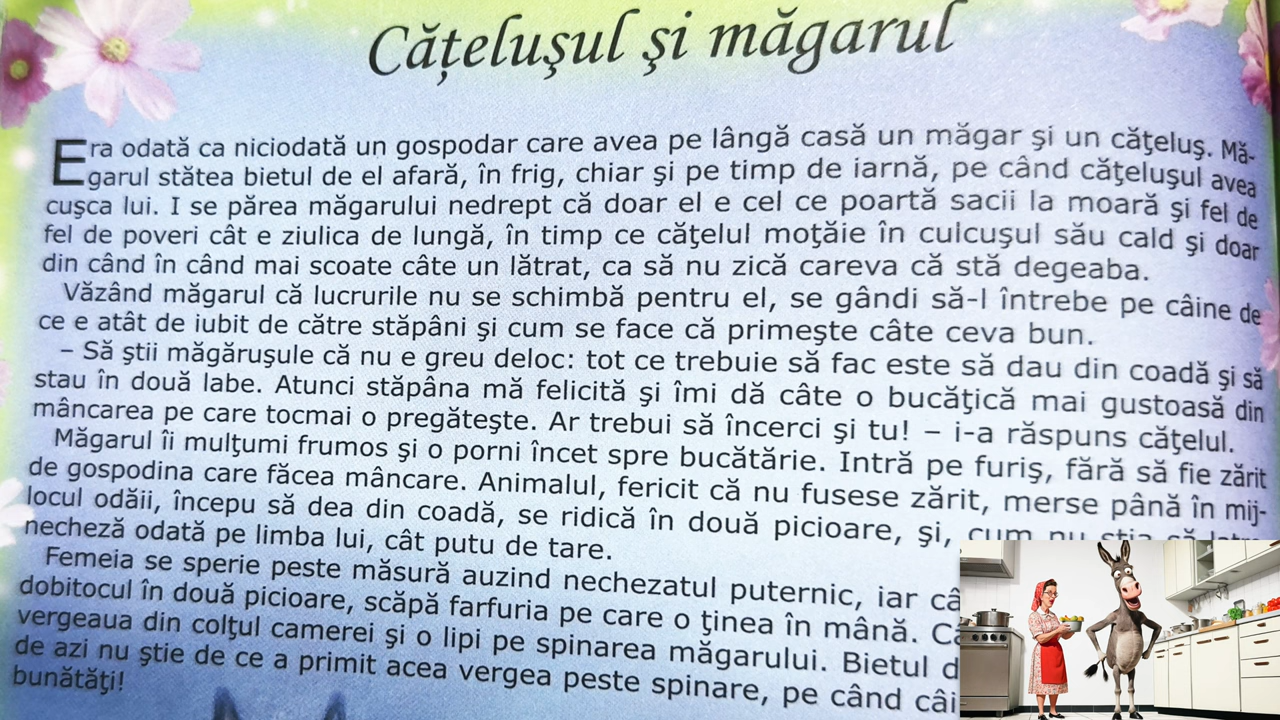 Cățelușul şi măgarul
Era odată ca niciodată un gospodar care avea pe lângă casă un măgar şi un căţeluş. Mă-
garul stătea bietul de el afară, în frig, chiar şi pe timp de iarnă, pe când căţeluşul avea
cuşca lui. I se părea măgarului nedrept că doar el e cel ce poartă sacii la moară şi fel de
fel de poveri cât e ziulica de lungă, în timp ce căţelul moţăie în culcuşul său cald şi doar
din când în când mai scoate câte un lătrat, ca să nu zică careva că stă degeaba.
Văzând măgarul că lucrurile nu se schimbă pentru el, se gândi să-l întrebe pe câine de
ce e atât de iubit de către stăpâni şi cum se face că primeşte câte ceva bun.
– Să ştii măgăruşule că nu e greu deloc: tot ce trebuie să fac este să dau din coadă şi să
stau în două labe. Atunci stăpâna mă felicită şi îmi dă câte o bucăţică mai gustoasă din
mâncarea pe care tocmai o pregăteşte. Ar trebui să încerci şi tu! – i-a răspuns căţelul.
Măgarul îi mulţumi frumos şi o porni încet spre bucătărie. Intră pe furiş, fără să fie zărit
de gospodina care făcea mâncare. Animalul, fericit că nu fusese zărit, merse până în mij-
locul odăii, începu să dea din coadă, se ridică în două picioare, şi, cum nu ştia să
necheză odată pe limba lui, cât putu de tare.
Femeia se sperie peste măsură auzind nechezatul puternic, iar
dobitocul în două picioare, scăpă farfuria pe care o ţinea în mână.
vergeaua din colţul camerei şi o lipi pe spinarea măgarului. Bietul
de azi nu ştie de ce a primit acea vergea peste spinare, pe când
bunătăţi!